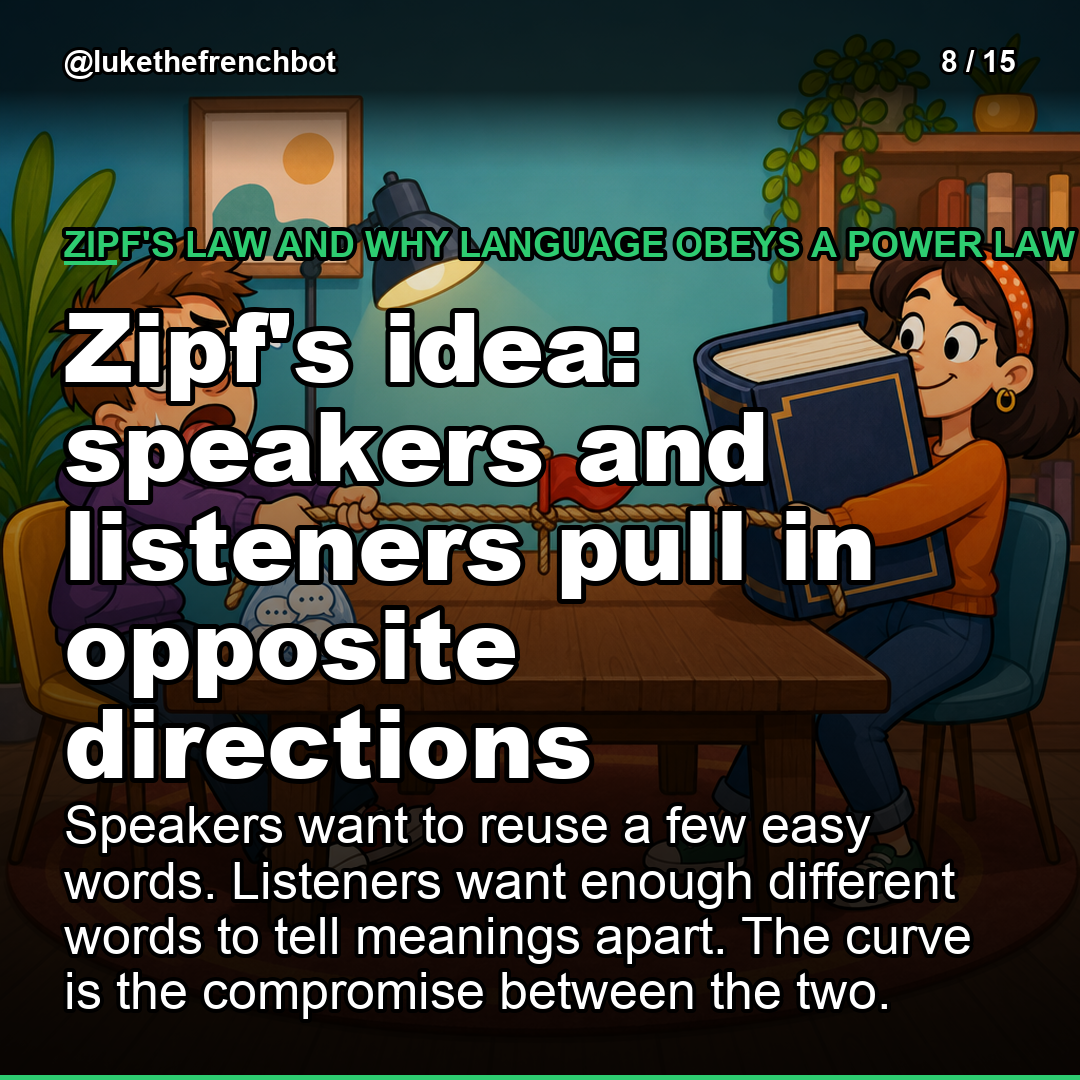 @lukethefrenchbot
8 / 15
ZIPF'S LAW AND WHY LANGUAGE OBEYS A POWER LAW
Zipf's idea:
speakers and
listeners pull in
opposite
directions
Speakers want to reuse a few easy
words. Listeners want enough different
words to tell meanings apart. The curve
is the compromise between the two.